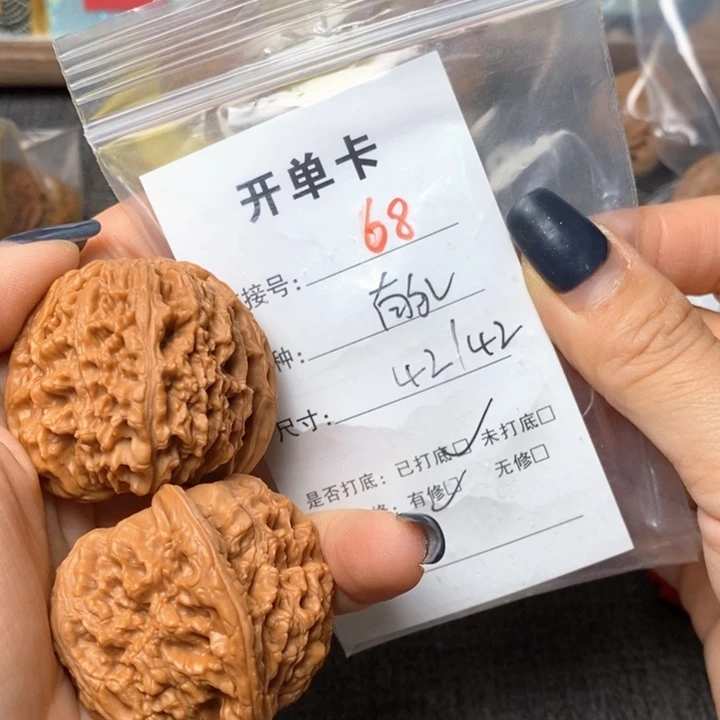 开单卡
接号: 68
种:
尺寸: 42/42
是否打底: 已打底☑ 未打底□
修: 有修☑ 无修□